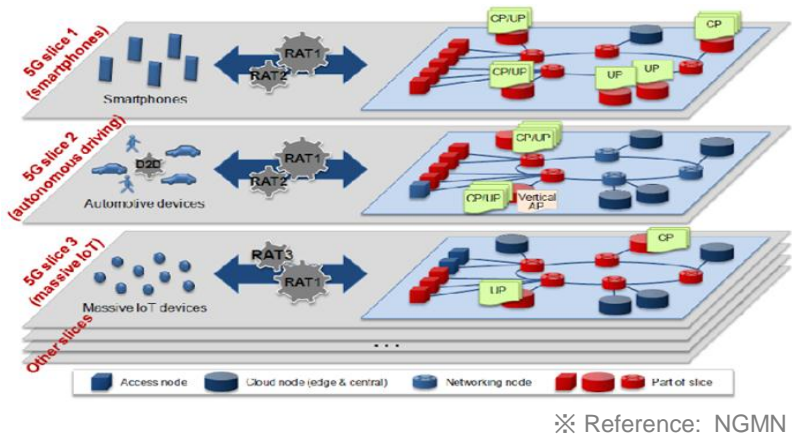 5G slice 1
(smartphones)
Smartphones
RAT1
RAT2
CP/UP
CP/UP
CP
UP
UP
5G slice 2
(autonomous driving)
D2D
Automotive devices
RAT1
RAT2
CP/UP
CP/UP
Vertical
AP
5G slice 3
(massive IoT)
Massive IoT devices
RAT3
RAT1
CP
UP
Other slices
...
Access node
Cloud node (edge & central)
Networking node
Part of slice
※ Reference: NGMN